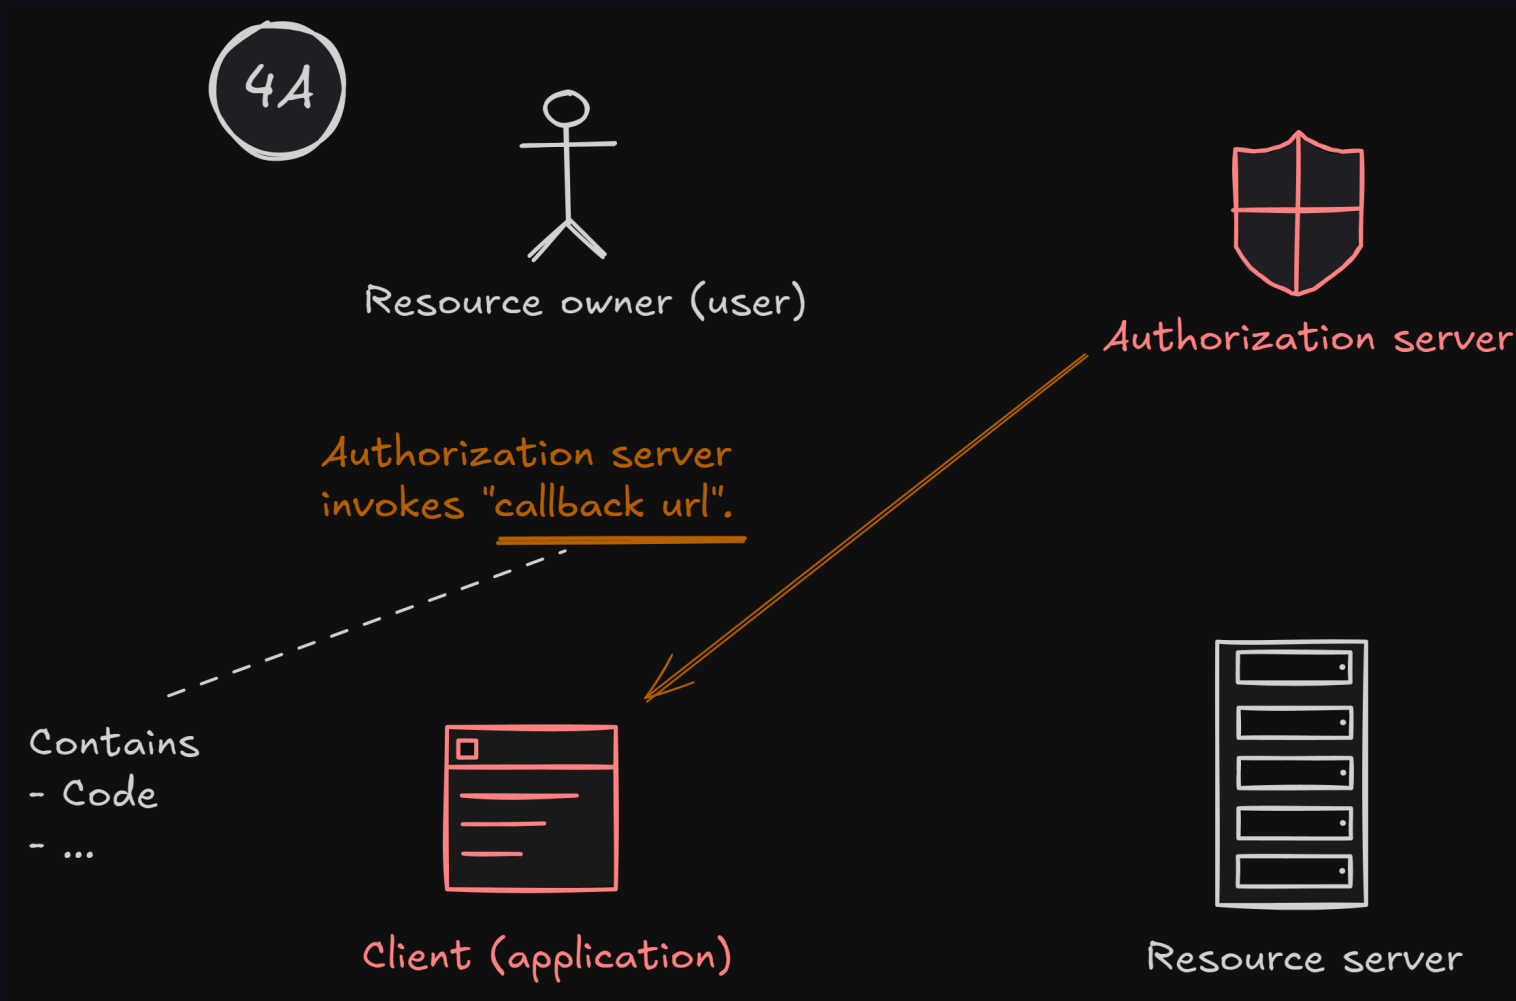 4A
Resource owner (user)
Authorization server
Authorization server
invokes "callback url".
Contains
- Code
- ...
Client (application)
Resource server